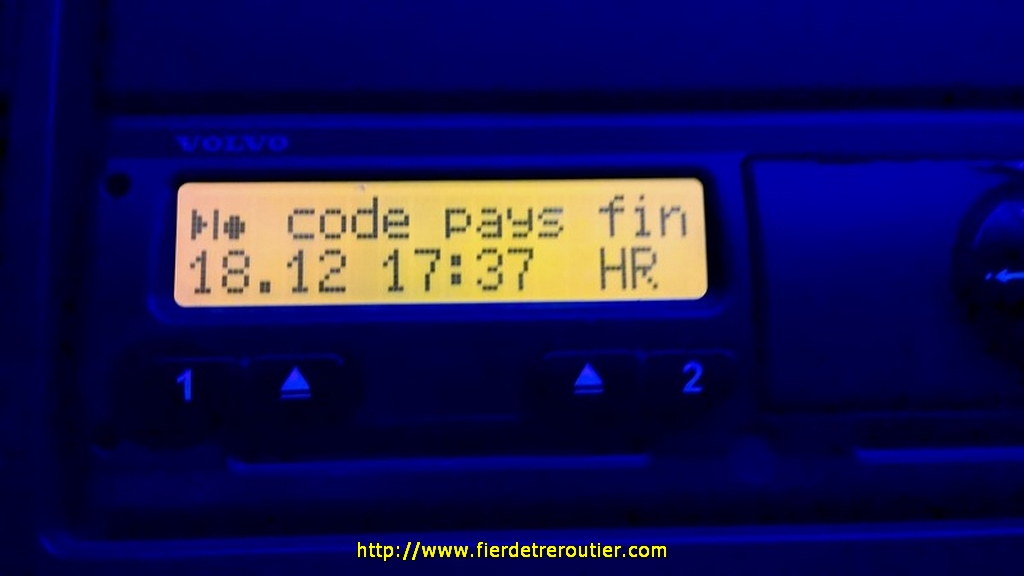 VOLVO
code pays fin
18.12 17:37 HR
1
2
http://www.fierdetreroutier.com